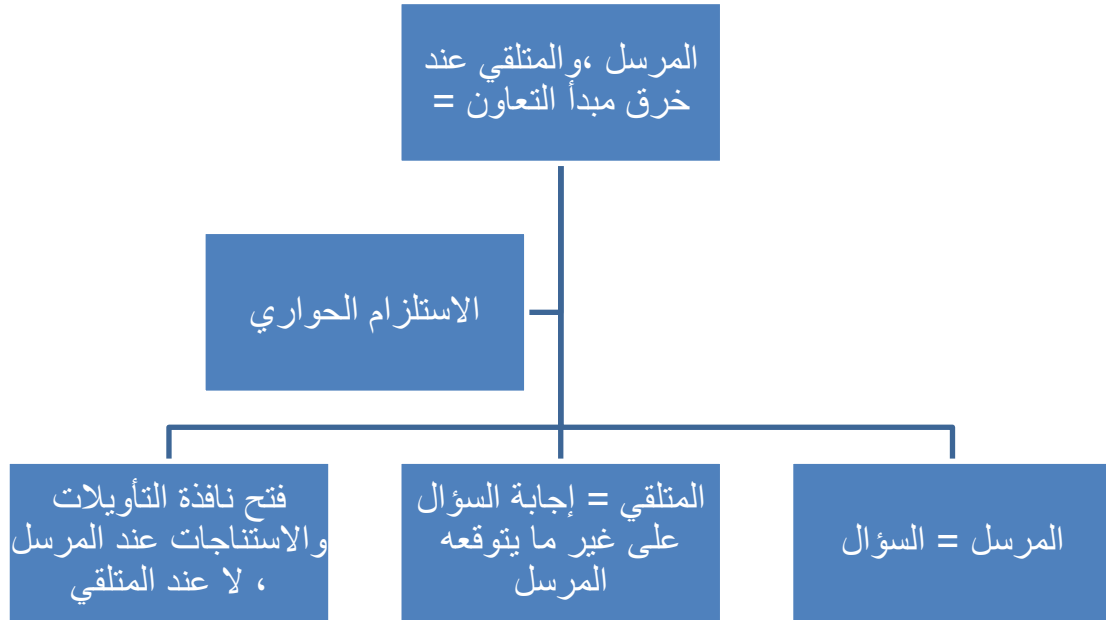 المرسل ،والمتلقي عند
خرق مبدأ التعاون =
الاستلزام الحواري
المرسل = السؤال
المتلقي = إجابة السؤال
على غير ما يتوقعه
المرسل
فتح نافذة التأويلات
والاستناجات عند المرسل
، لا عند المتلقي